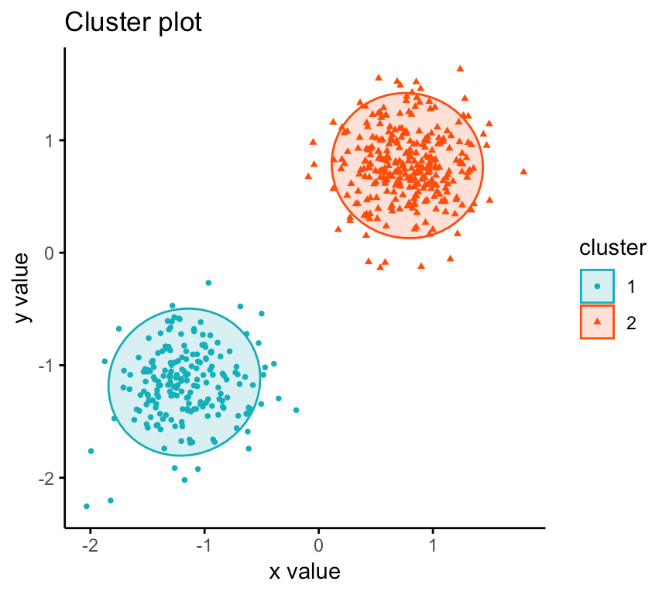 Cluster plot
y value
1
0
-1
-2
-2
-1
0
1
x value
cluster
1
2